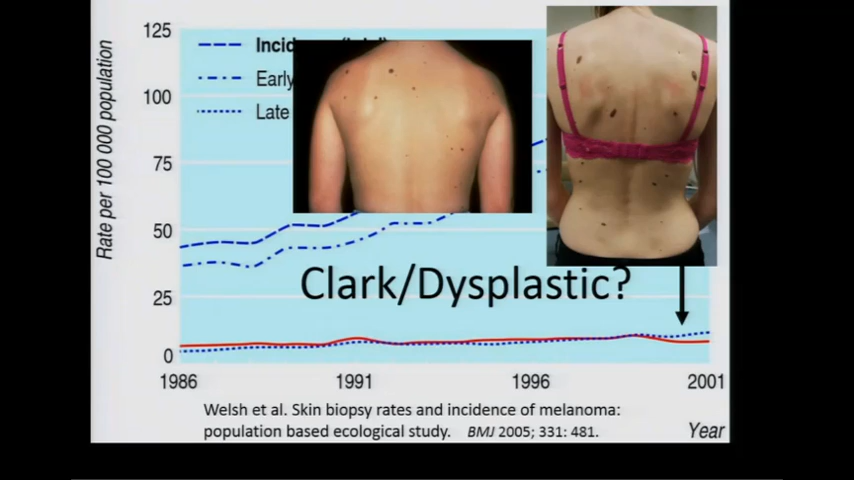 125
100
75
50
25
0
Rate per 100 000 population
Early
Late
Clark/Dysplastic?
1986 1991 1996 2001
Year
Welsh et al. Skin biopsy rates and incidence of melanoma:
population based ecological study. BMJ 2005; 331: 481.